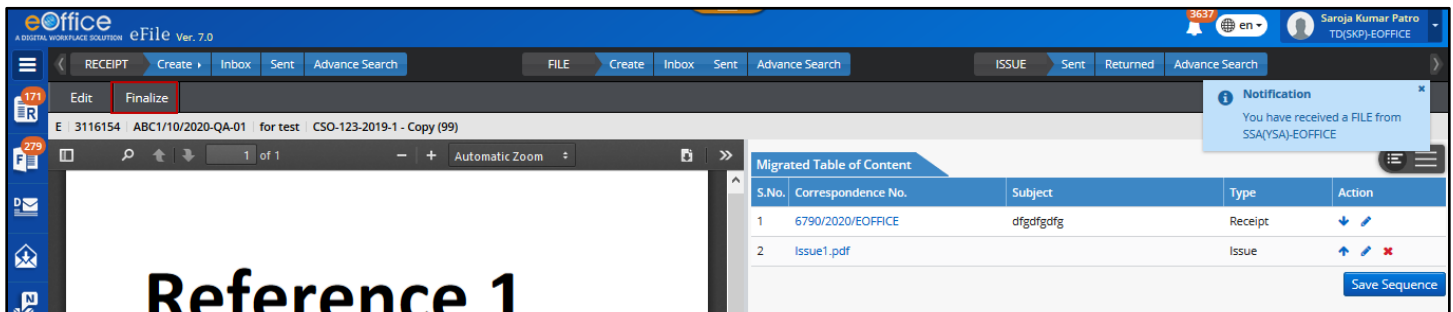 eOffice
A DIGITAL WORKPLACE SOLUTION eFile Ver. 7.0
3637
en
Saroja Kumar Patro
TD(SKP)-EOFFICE
RECEIPT Create Inbox Sent Advance Search FILE Create Inbox Sent Advance Search ISSUE Sent Returned Advance Search
171
R
Edit Finalize
Notification
You have received a FILE from
SSA(YSA)-EOFFICE
E 3116154 ABC1/10/2020-QA-01 for test CSO-123-2019-1 - Copy (99)
279
F
1 of 1 Automatic Zoom
Migrated Table of Content
S.No. Correspondence No. Subject Type Action
1 6790/2020/EOFFICE dfgdfgdfg Receipt
2 Issue1.pdf Issue
Save Sequence
D
N
Reference 1